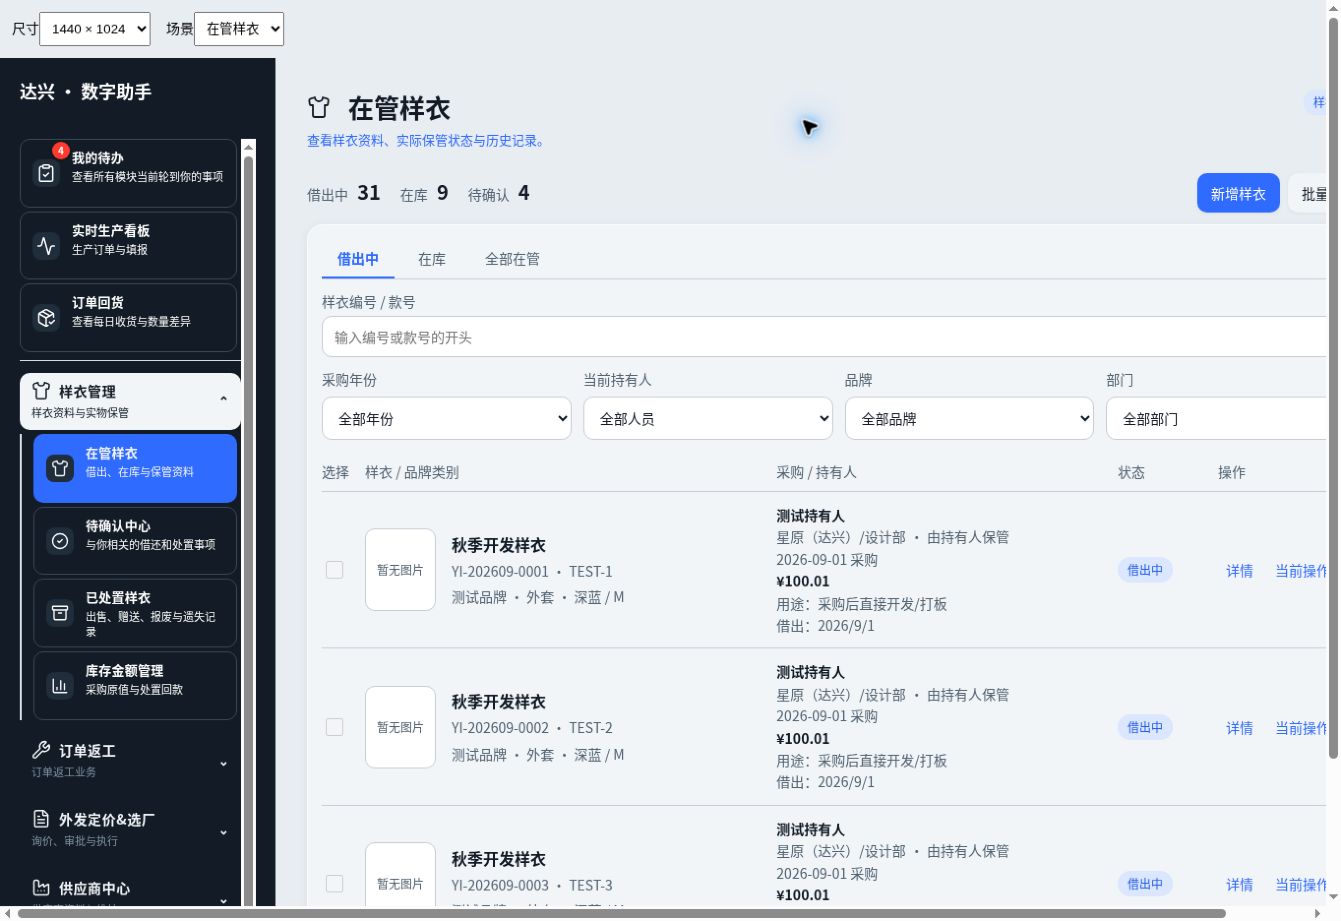 尺寸 1440 × 1024 场景 在管样衣
达兴 · 数字助手
4
我的待办
查看所有模块当前轮到你的事项
实时生产看板
生产订单与填报
订单回货
查看每日收货与数量差异
样衣管理
样衣资料与实物保管
在管样衣
借出、在库与保管资料
待确认中心
与你相关的借还和处置事项
已处置样衣
出售、赠送、报废与遗失记
录
库存金额管理
采购原值与处置回款
订单返工
订单返工业务
外发定价&选厂
询价、审批与执行
供应商中心
在管样衣
样
查看样衣资料、实际保管状态与历史记录。
借出中 31 在库 9 待确认 4
新增样衣 批量
借出中 在库 全部在管
样衣编号 / 款号
输入编号或款号的开头
采购年份 当前持有人 品牌 部门
全部年份 全部人员 全部品牌 全部部门
选择 样衣 / 品牌类别 采购 / 持有人 状态 操作
暂无图片
秋季开发样衣
YI-202609-0001 · TEST-1
测试品牌 · 外套 · 深蓝 / M
测试持有人
星原（达兴）/设计部 · 由持有人保管
2026-09-01 采购
¥100.01
用途：采购后直接开发/打板
借出：2026/9/1
借出中
详情 当前操作
暂无图片
秋季开发样衣
YI-202609-0002 · TEST-2
测试品牌 · 外套 · 深蓝 / M
测试持有人
星原（达兴）/设计部 · 由持有人保管
2026-09-01 采购
¥100.01
用途：采购后直接开发/打板
借出：2026/9/1
借出中
详情 当前操作
暂无图片
秋季开发样衣
YI-202609-0003 · TEST-3
测试持有人
星原（达兴）/设计部 · 由持有人保管
2026-09-01 采购
¥100.01
借出中
详情 当前操作